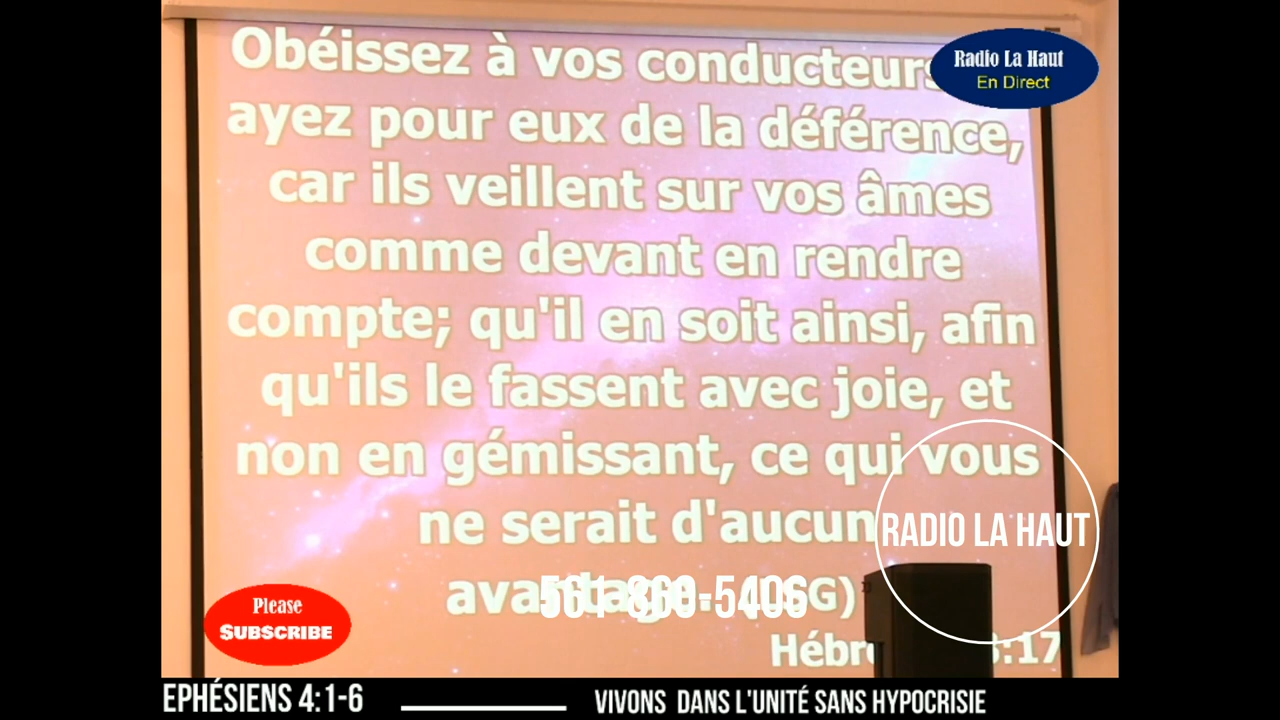 Obéissez à vos conducteurs
ayez pour eux de la déférence,
car ils veillent sur vos âmes
comme devant en rendre
compte; qu'il en soit ainsi, afin
qu'ils le fassent avec joie, et
non en gémissant, ce qui vous
ne serait d'aucun
Radio La Haut
En Direct
RADIO LA HAUT
Please
SUBSCRIBE
EPHÉSIENS 4:1-6
VIVONS DANS L'UNITÉ SANS HYPOCRISIE